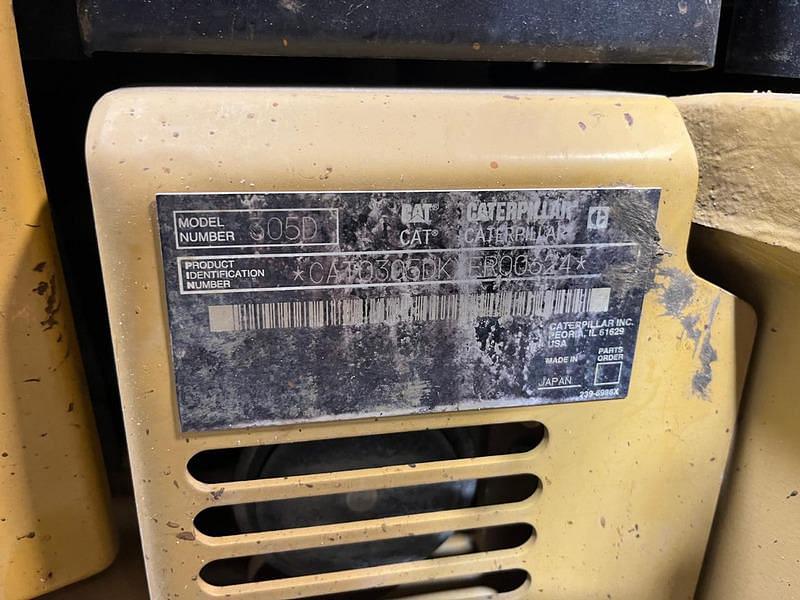 MODEL NUMBER 305D
CAT® CATERPILLAR C
CAT® CATERPILLAR
PRODUCT IDENTIFICATION NUMBER
CATERPILLAR INC.
PEORIA, IL 61629
USA
MADE IN
JAPAN
PARTS ORDER